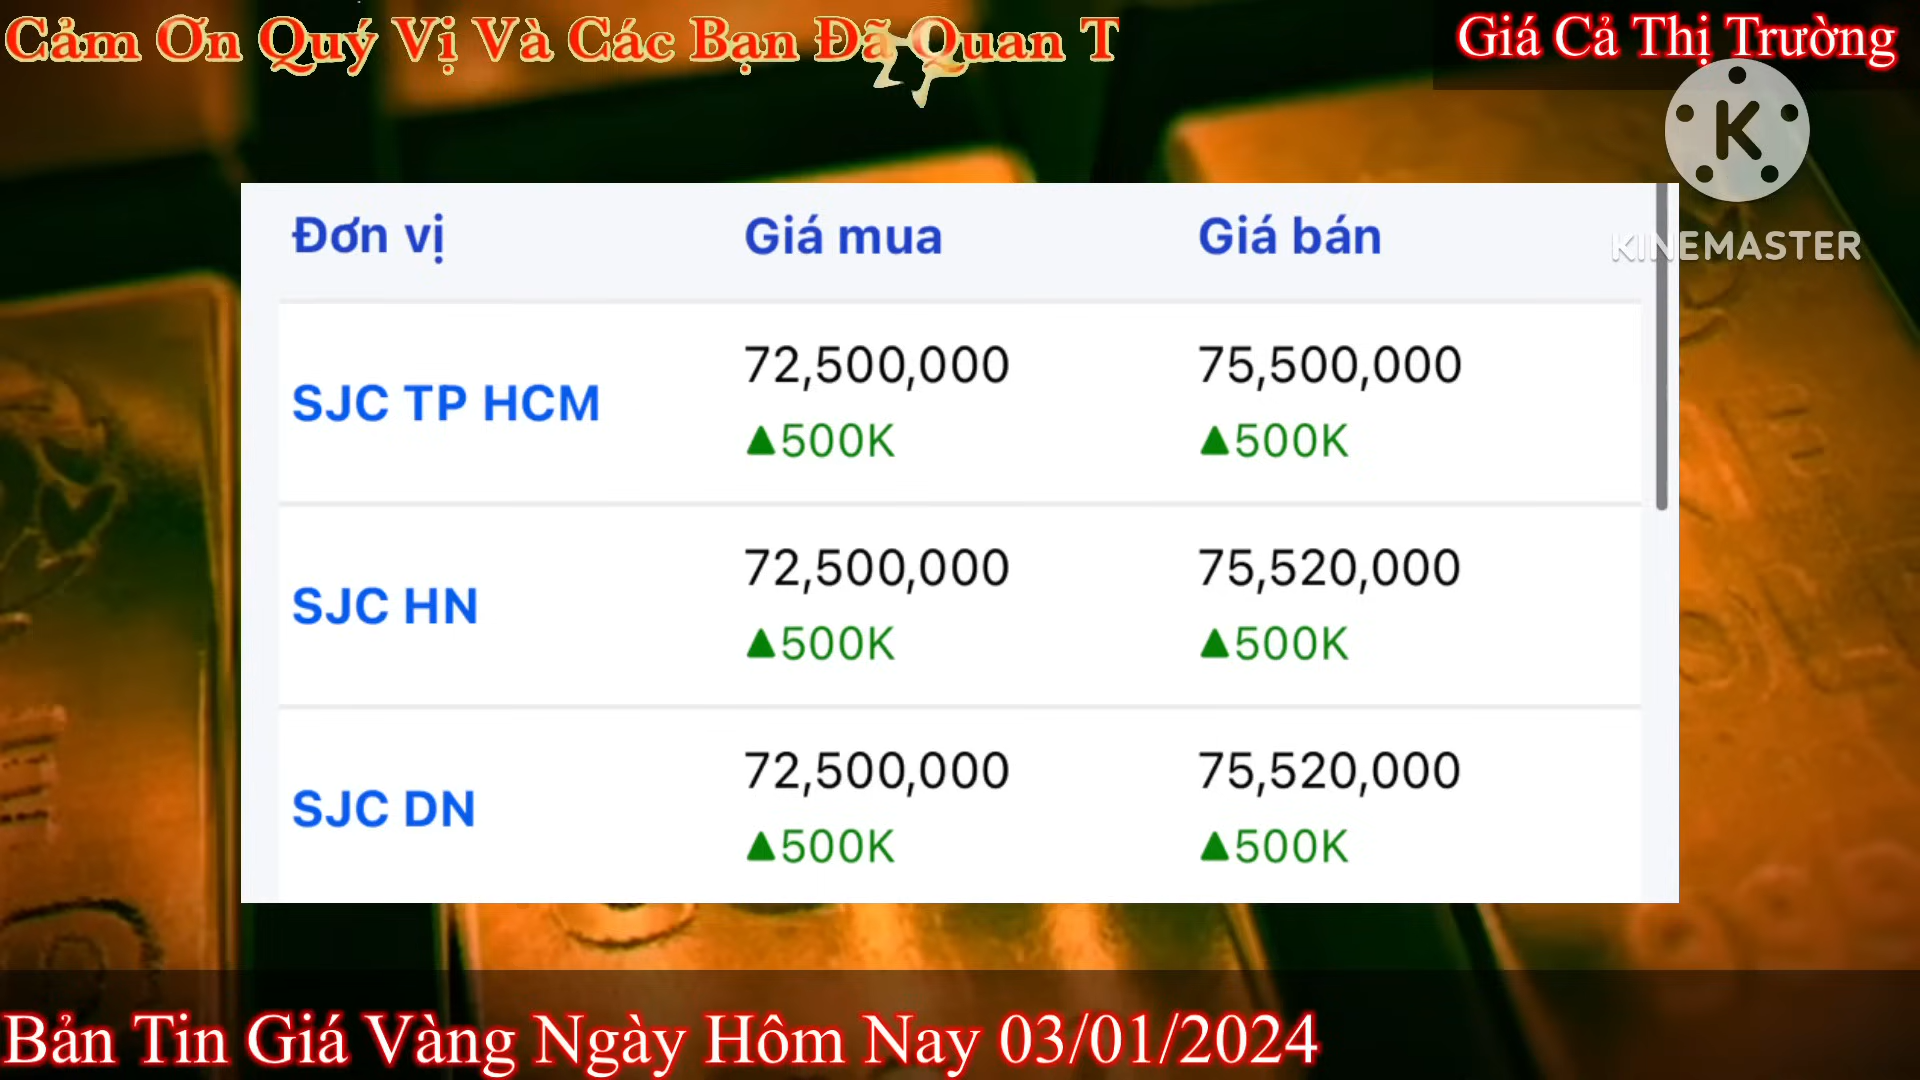 Cảm Ơn Quý Vị Và Các Bạn Đã Quan T
Giá Cả Thị Trường
K
KINEMASTER
Đơn vị Giá mua Giá bán
SJC TP HCM 72,500,000 75,500,000
▲500K ▲500K
SJC HN 72,500,000 75,520,000
▲500K ▲500K
SJC DN 72,500,000 75,520,000
▲500K ▲500K
Bản Tin Giá Vàng Ngày Hôm Nay 03/01/2024